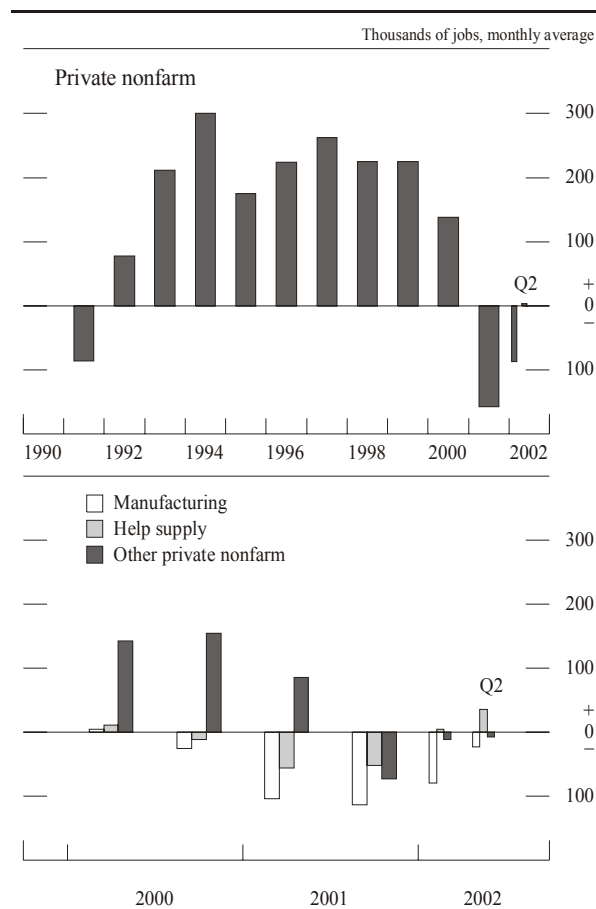 Thousands of jobs, monthly average
Private nonfarm
300
200
100
Q2
+
0
–
100
1990 1992 1994 1996 1998 2000 2002
Manufacturing
Help supply
Other private nonfarm
300
200
100
Q2
+
0
–
100
2000 2001 2002